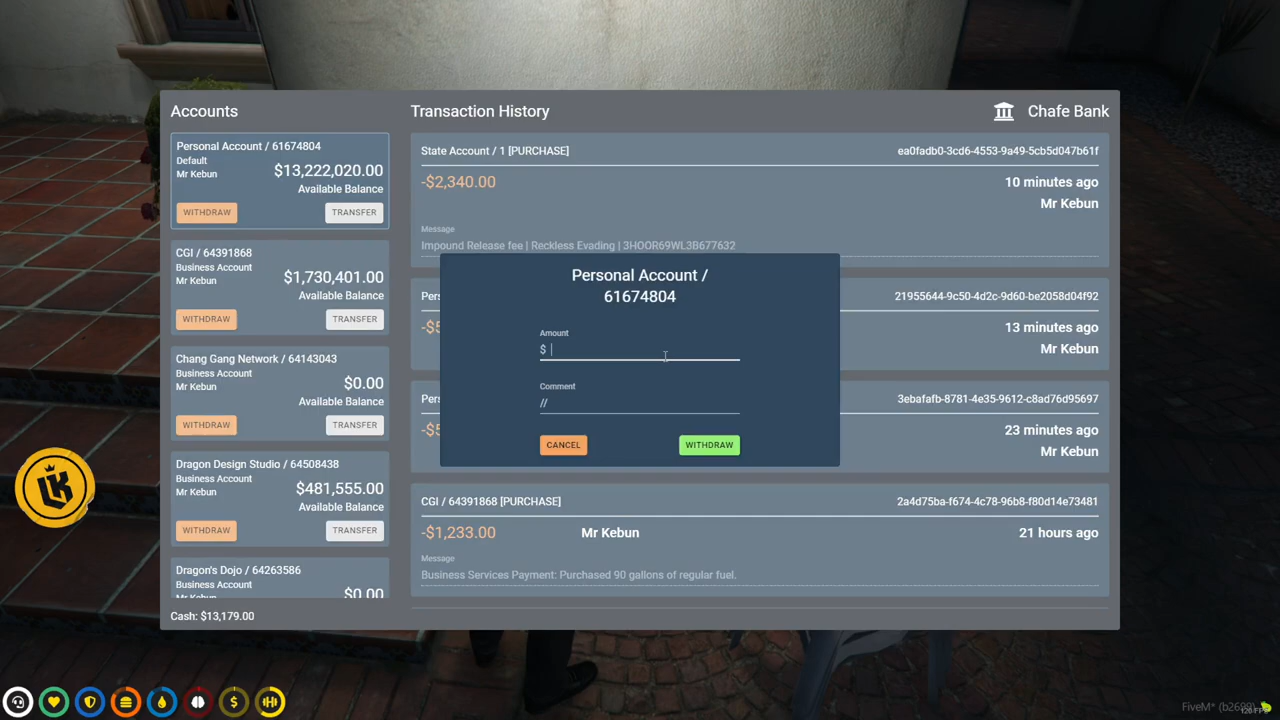 Accounts
Personal Account / 61674804
Default
Mr Kebun
$13,222,020.00
Available Balance
WITHDRAW
TRANSFER
CGI / 64391868
Business Account
Mr Kebun
$1,730,401.00
Available Balance
WITHDRAW
TRANSFER
Chang Gang Network / 64143043
Business Account
Mr Kebun
$0.00
Available Balance
WITHDRAW
TRANSFER
Dragon Design Studio / 64508438
Business Account
Mr Kebun
$481,555.00
Available Balance
WITHDRAW
TRANSFER
Dragon's Dojo / 64263586
Business Account
Mr Kebun
$0.00
Cash: $13,179.00
Transaction History
Chafe Bank
State Account / 1 [PURCHASE]
ea0fadb0-3cd6-4553-9a49-5cb5d047b61f
-$2,340.00
10 minutes ago
Mr Kebun
Message
Impound Release fee | Reckless Evading | 3HOOR69WL3B677632
Per
21955644-9c50-4d2c-9d60-be2058d04f92
-$5
13 minutes ago
Mr Kebun
Per
3ebafafb-8781-4e35-9612-c8ad76d95697
-$5
23 minutes ago
Mr Kebun
CGI / 64391868 [PURCHASE]
2a4d75ba-f674-4c78-96b8-f80d14e73481
-$1,233.00
Mr Kebun
21 hours ago
Message
Business Services Payment: Purchased 90 gallons of regular fuel.
Personal Account /
61674804
Amount
$
Comment
//
CANCEL
WITHDRAW
LK
$